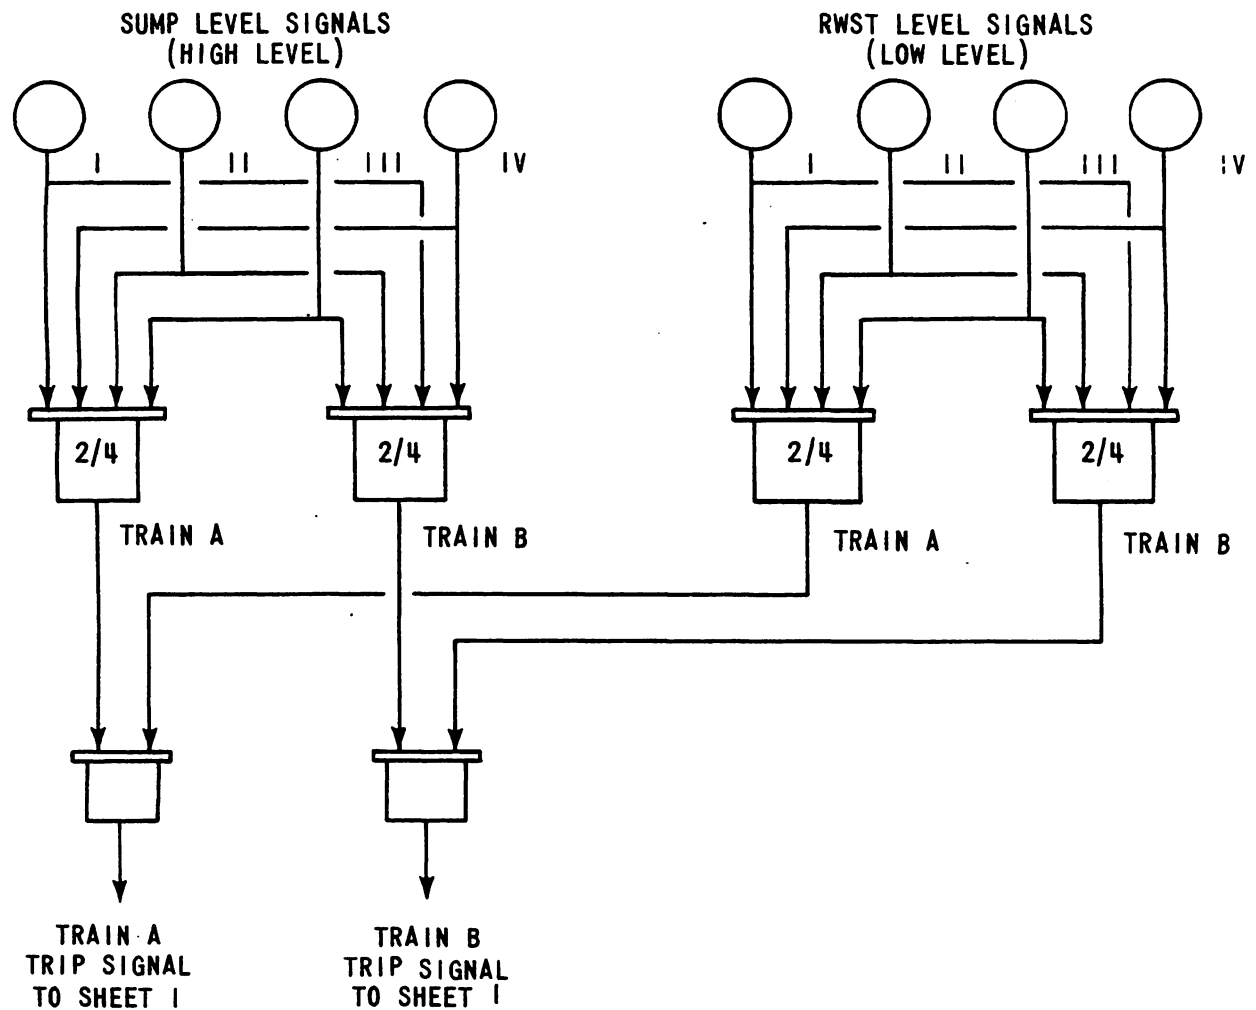 SUMP LEVEL SIGNALS
(HIGH LEVEL)
RWST LEVEL SIGNALS
(LOW LEVEL)
I II III IV
I II III IV
2/4
2/4
2/4
2/4
TRAIN A
TRAIN B
TRAIN A
TRAIN B
TRAIN A
TRIP SIGNAL
TO SHEET I
TRAIN B
TRIP SIGNAL
TO SHEET I